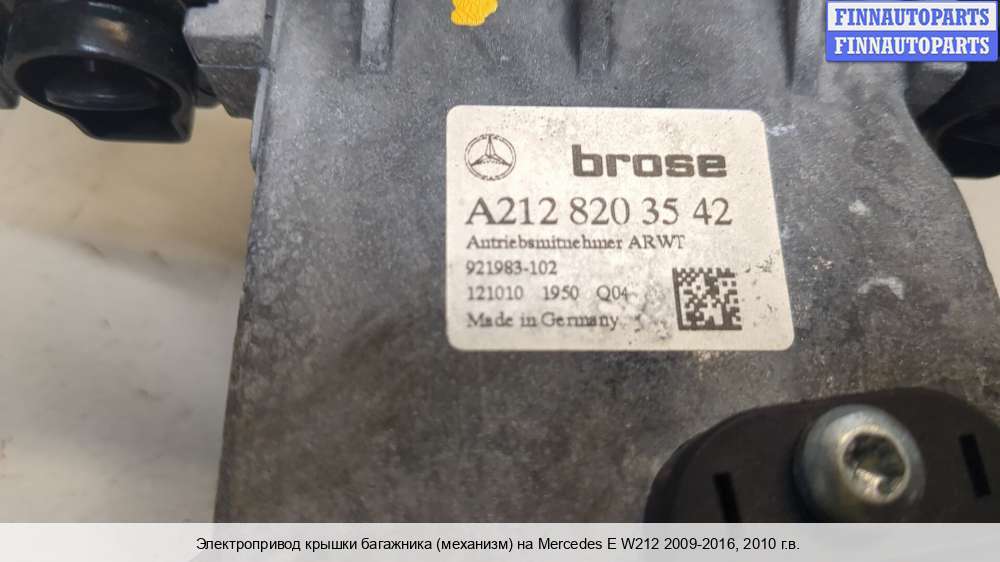 FINNAUTOPARTS
FINNAUTOPARTS
brose
A212 820 35 42
Antriebsmitnehmer ARWT
921983-102
121010 1950 Q04
Made in Germany
Электропривод крышки багажника (механизм) на Mercedes E W212 2009-2016, 2010 г.в.